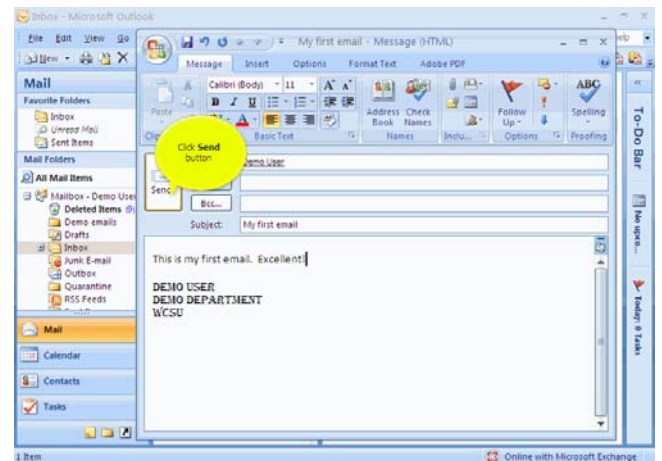 Inbox - Microsoft Outlook
File Edit View Go
New
My first email - Message (HTML)
Message Insert Options Format Text Adobe PDF
Calibri (Body) 11
Paste
B I U
Address Book
Check Names
Follow Up
ABC
Spelling
Basic Text
Names
Options
Proofing
Mail
Favorite Folders
Inbox
Unread Mail
Sent Items
Mail Folders
All Mail Items
Mailbox - Demo User
Deleted Items
Demo emails
Drafts
Inbox
Junk E-mail
Outbox
Quarantine
RSS Feeds
Mail
Calendar
Contacts
Tasks
1 Item
Click Send
button
Send
Demo User
Bcc...
Subject: My first email
This is my first email. Excellent!
DEMO USER
DEMO DEPARTMENT
WCSU
To-Do Bar
Today: 0 Tasks
Online with Microsoft Exchange